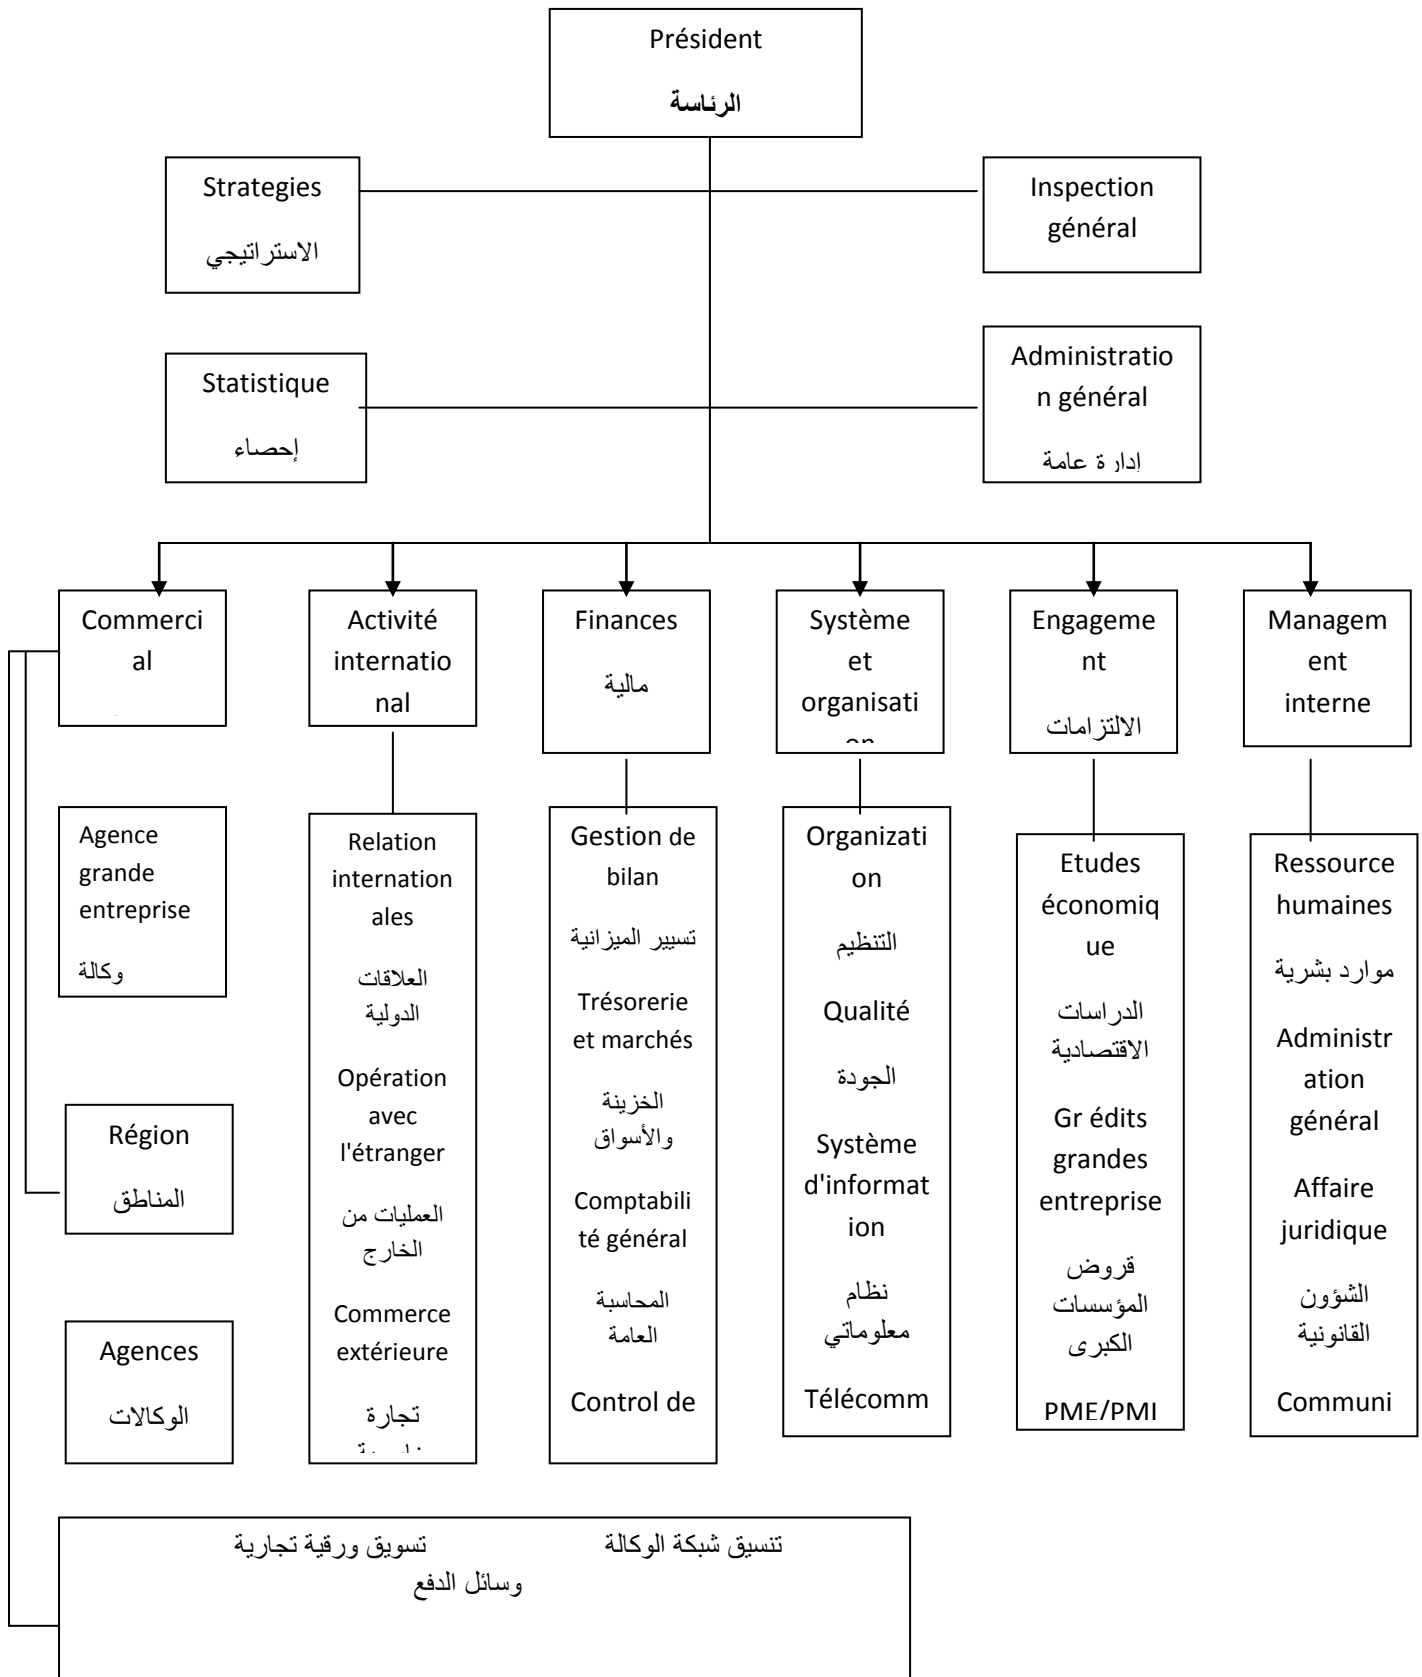 Président
الرئاسة
Strategies
الاستراتيجي
Inspection
général
Statistique
إحصاء
Administratio
n général
إدارة عامة
Commerci
al
Activité
internatio
nal
Finances
مالية
Système
et
organisati
on
Engageme
nt
الالتزامات
Managem
ent
interne
Agence
grande
entreprise
وكالة
Région
المناطق
Agences
الوكالات
Relation
internation
ales
العلاقات
الدولية
Opération
avec
l'étranger
العمليات من
الخارج
Commerce
extérieure
تجارة
Gestion de
bilan
تسيير الميزانية
Trésorerie
et marchés
الخزينة
والأسواق
Comptabili
té général
المحاسبة
العامة
Control de
Organizati
on
التنظيم
Qualité
الجودة
Système
d'informat
ion
نظام
معلوماتي
Télécomm
Etudes
économiq
ue
الدراسات
الاقتصادية
Gr édits
grandes
entreprise
قروض
المؤسسات
الكبرى
PME/PMI
Ressource
humaines
موارد بشرية
Administr
ation
général
Affaire
juridique
الشؤون
القانونية
Communi
تنسيق شبكة الوكالة تسويق ورقية تجارية
وسائل الدفع